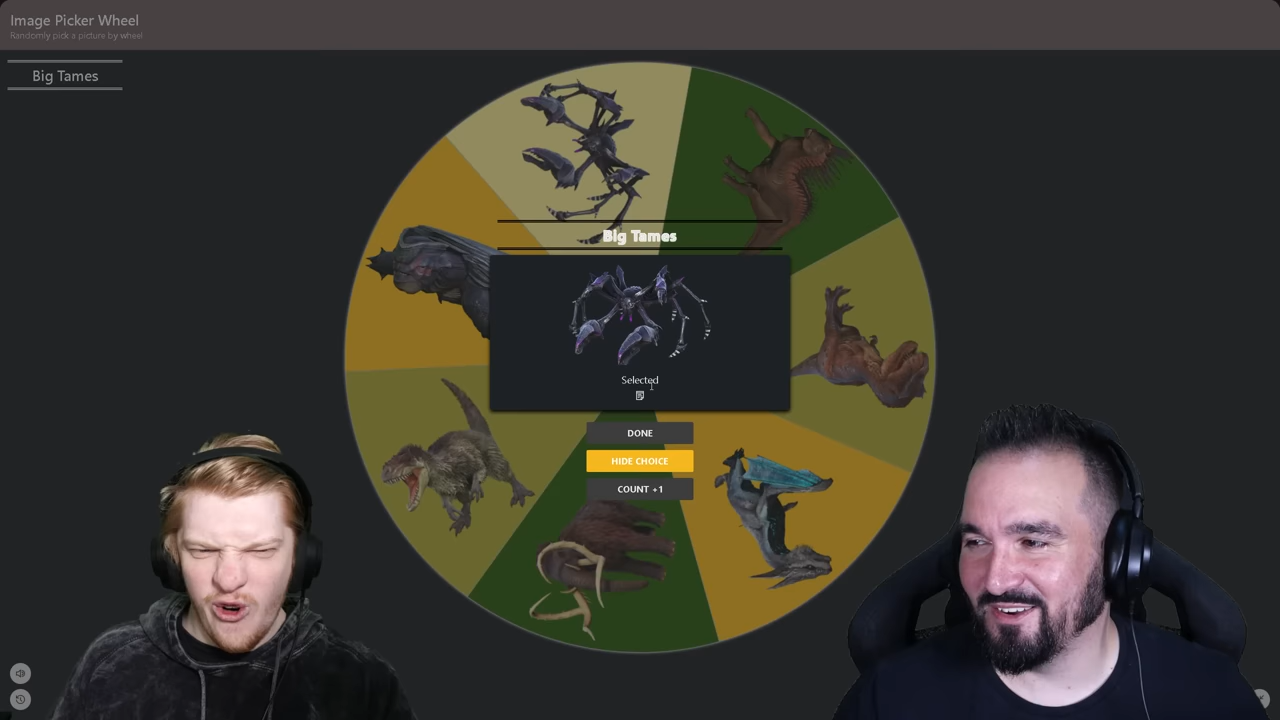 Image Picker Wheel
Randomly pick a picture by wheel
Big Tames
Big Tames
Selected
DONE
HIDE CHOICE
COUNT +1